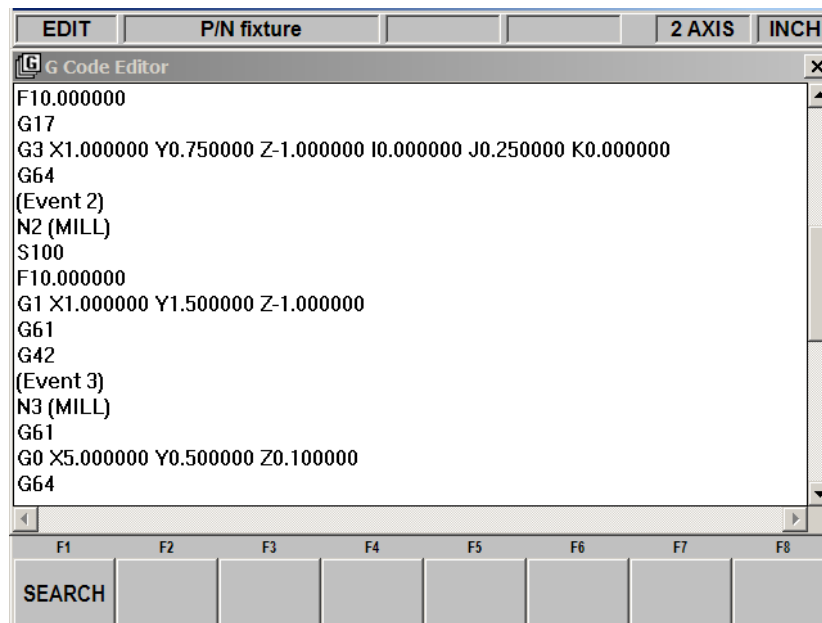 EDIT P/N fixture 2 AXIS INCH
G G Code Editor
F10.000000
G17
G3 X1.000000 Y0.750000 Z-1.000000 I0.000000 J0.250000 K0.000000
G64
(Event 2)
N2 (MILL)
S100
F10.000000
G1 X1.000000 Y1.500000 Z-1.000000
G61
G42
(Event 3)
N3 (MILL)
G61
G0 X5.000000 Y0.500000 Z0.100000
G64
F1 F2 F3 F4 F5 F6 F7 F8
SEARCH